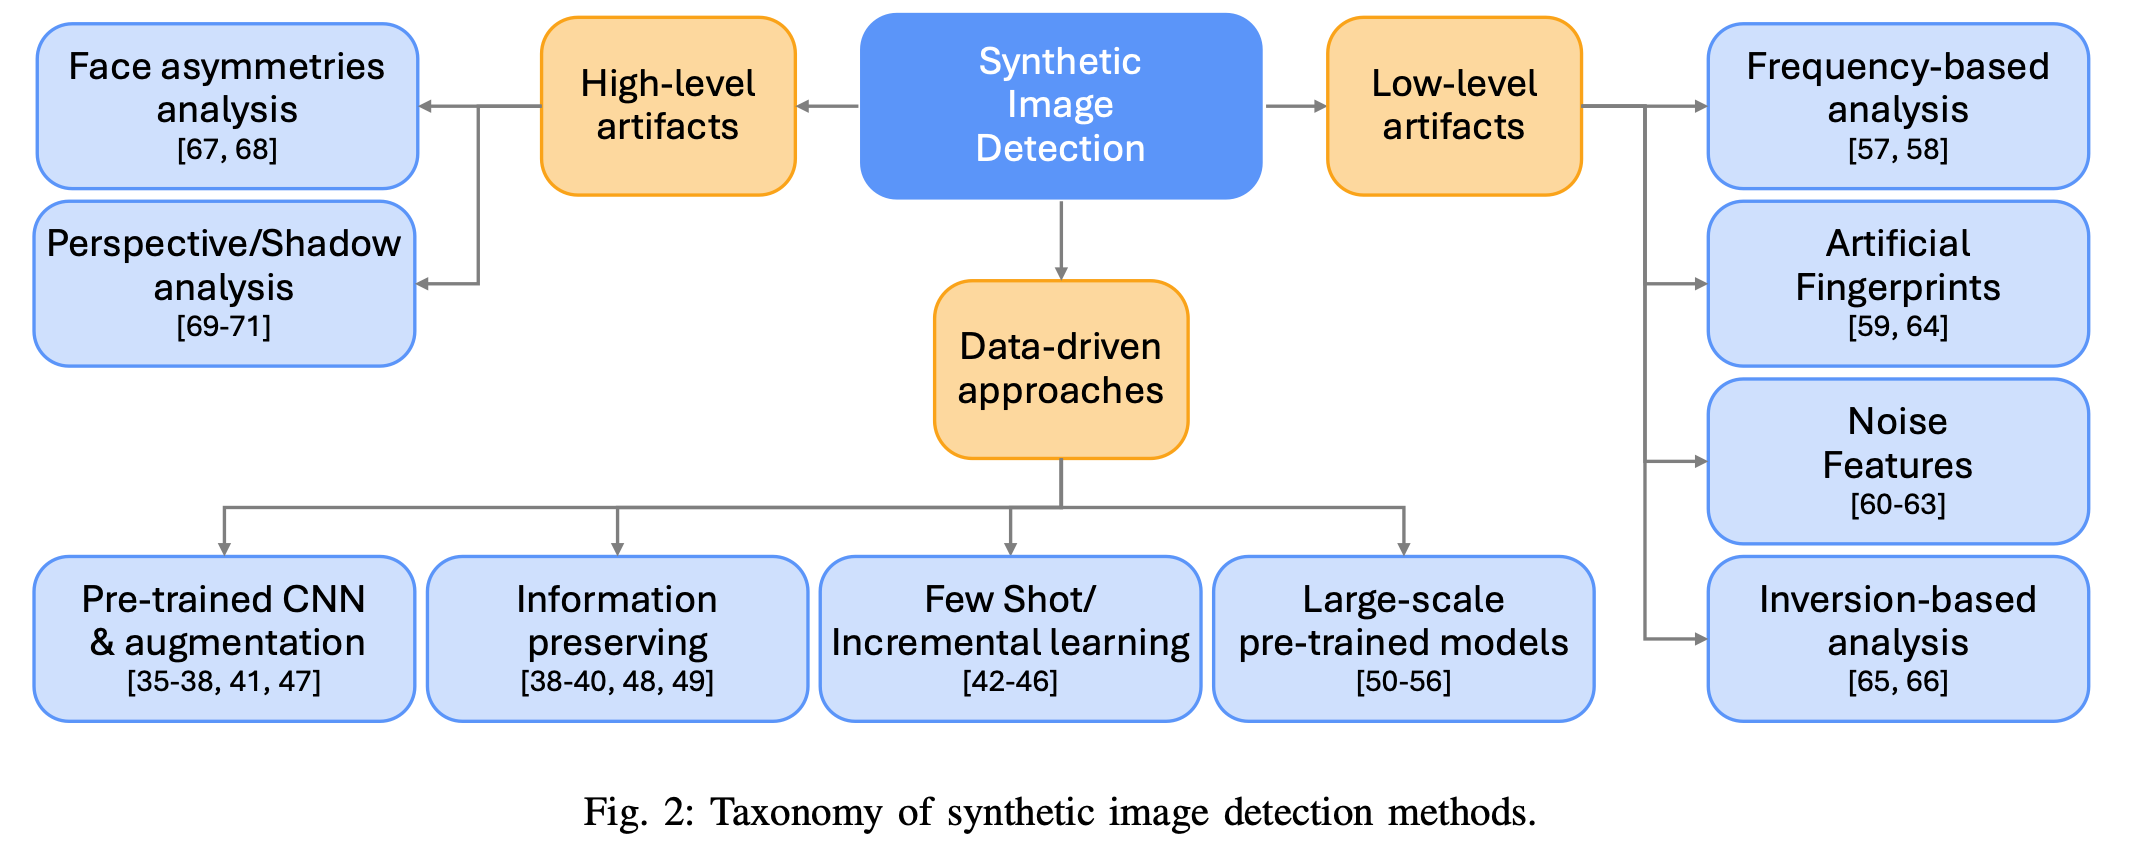 Synthetic
Image
Detection
High-level
artifacts
Face asymmetries
analysis
[67, 68]
Perspective/Shadow
analysis
[69-71]
Low-level
artifacts
Frequency-based
analysis
[57, 58]
Artificial
Fingerprints
[59, 64]
Noise
Features
[60-63]
Inversion-based
analysis
[65, 66]
Data-driven
approaches
Pre-trained CNN
& augmentation
[35-38, 41, 47]
Information
preserving
[38-40, 48, 49]
Few Shot/
Incremental learning
[42-46]
Large-scale
pre-trained models
[50-56]
Fig. 2: Taxonomy of synthetic image detection methods.